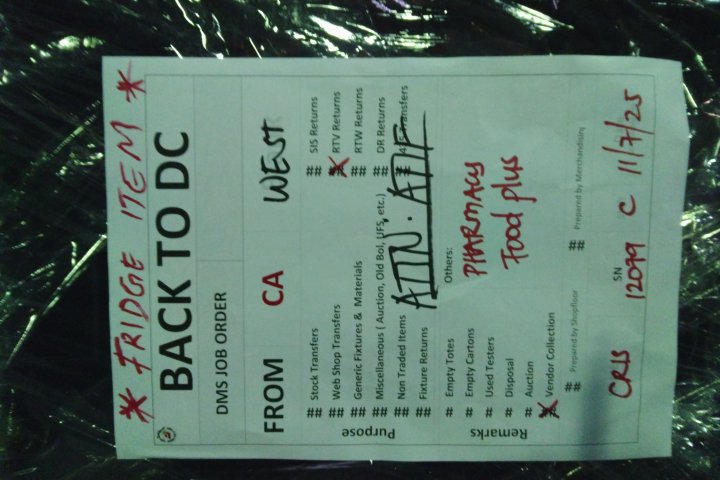 * FRIDGE ITEM *
BACK TO DC
DMS JOB ORDER
FROM CA WEST
Purpose
## Stock Transfers
## Web Shop Transfers
## Generic Fixtures & Materials
## Miscellaneous ( Auction, Old Bol, UFS, etc.)
## Non Traded Items
## Fixture Returns
## SIS Returns
## RTV Returns
## RTW Returns
## DR Returns
Remarks
# Empty Totes
# Empty Cartons
# Used Testers
# Disposal
# Auction
Vendor Collection
Others:
PHARMACY
Food plus
## Prepared by Shopfloor
## Prepared by Merchandising
SN
CRIS 12099 C 11/7/25